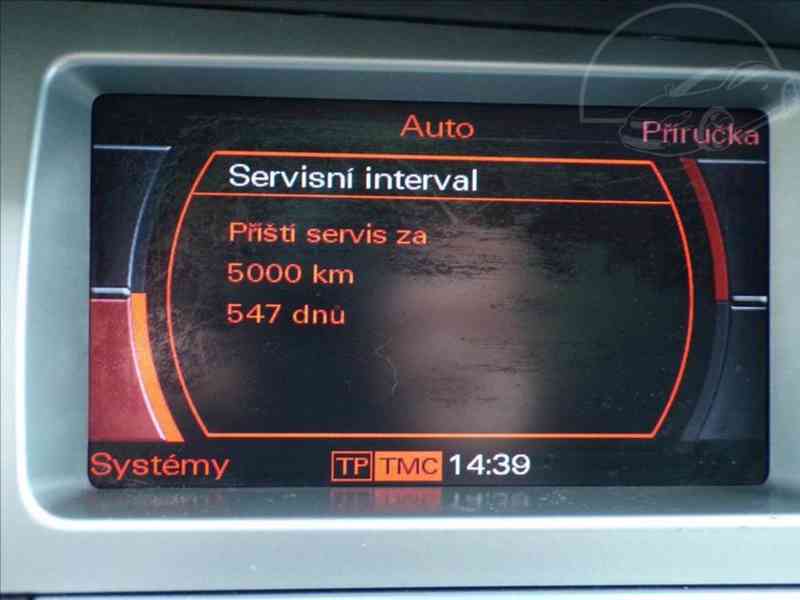 Auto
Příručka
Servisní interval
Příští servis za
5000 km
547 dnů
Systémy
TP TMC 14:39